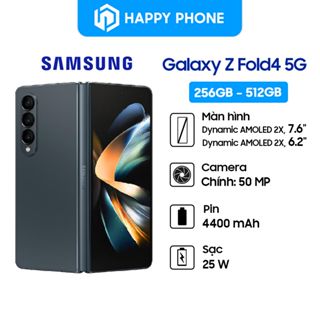 HAPPY PHONE
SAMSUNG
Galaxy Z Fold4 5G
256GB - 512GB
Màn hình
Dynamic AMOLED 2X, 7.6"
Dynamic AMOLED 2X, 6.2"
Camera
Chính: 50 MP
Pin
4400 mAh
Sạc
25 W